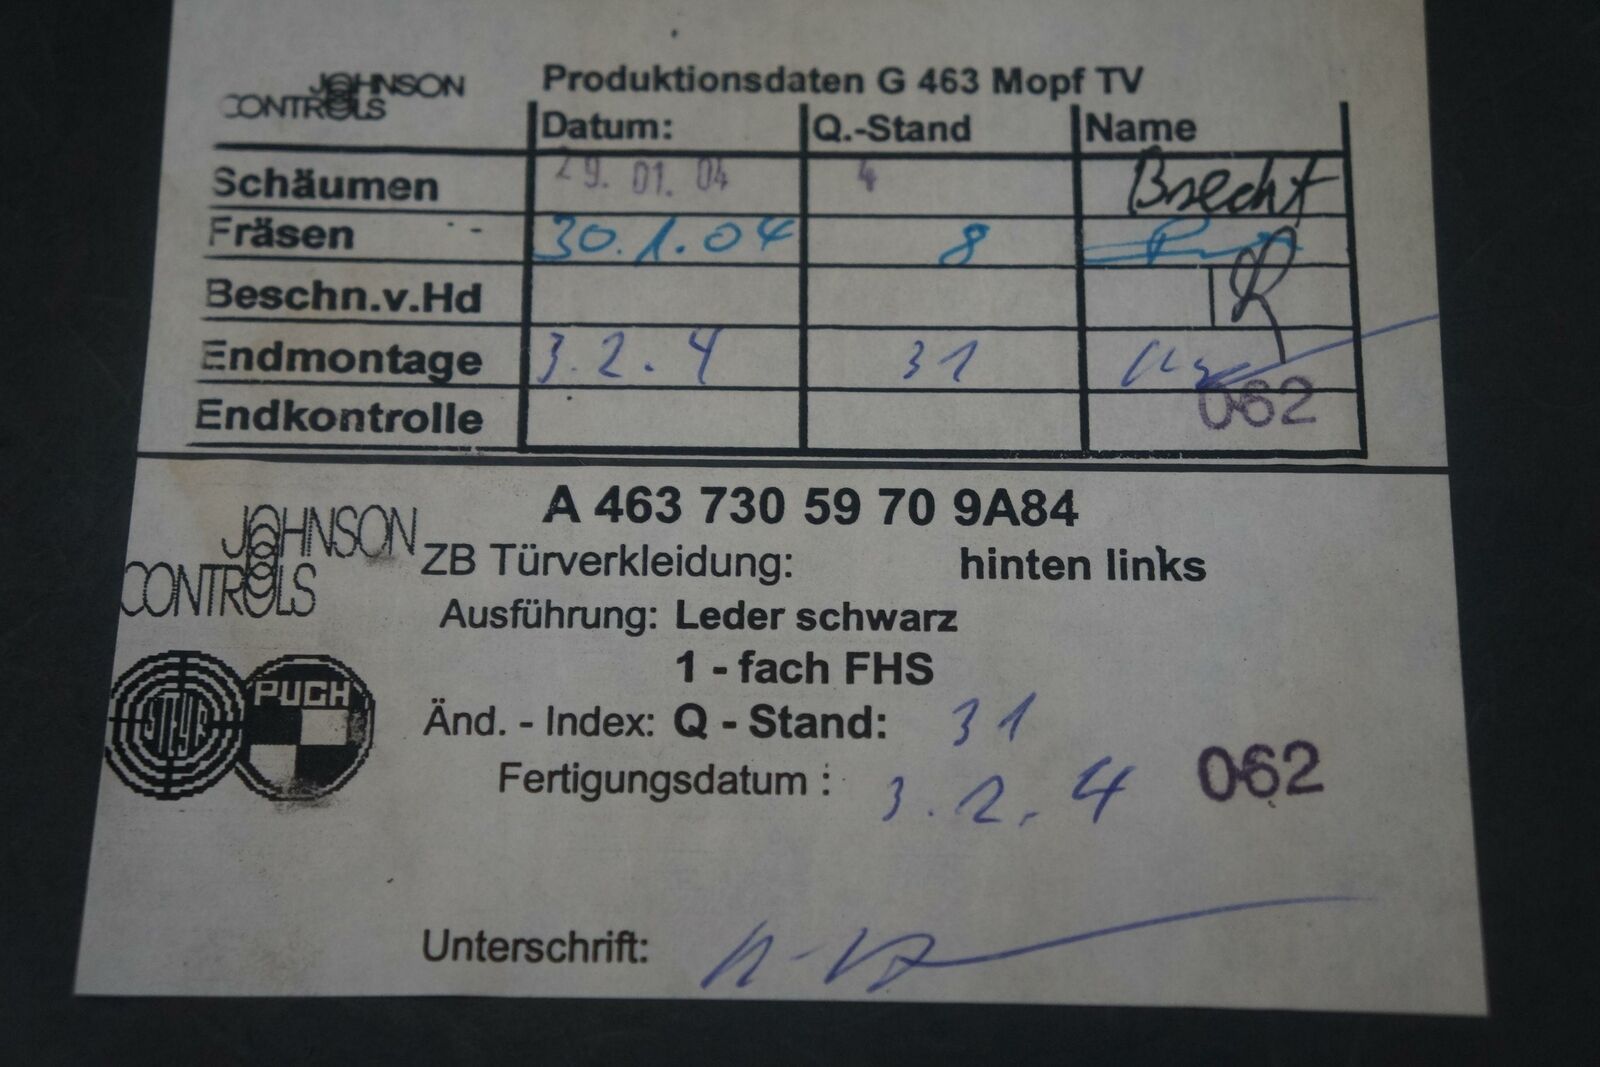 JOHNSON CONTROLS
Produktionsdaten G 463 Mopf TV
Datum: Q.-Stand Name
Schäumen 29. 01. 04 4 Brecht
Fräsen 30.1.04 8
Beschn.v.Hd
Endmontage 3.2.4 31
Endkontrolle 062
A 463 730 59 70 9A84
JOHNSON CONTROLS
ZB Türverkleidung: hinten links
Ausführung: Leder schwarz
1 - fach FHS
STEYR PUCH
Änd. - Index: Q - Stand: 31
Fertigungsdatum : 3.2.4 062
Unterschrift: